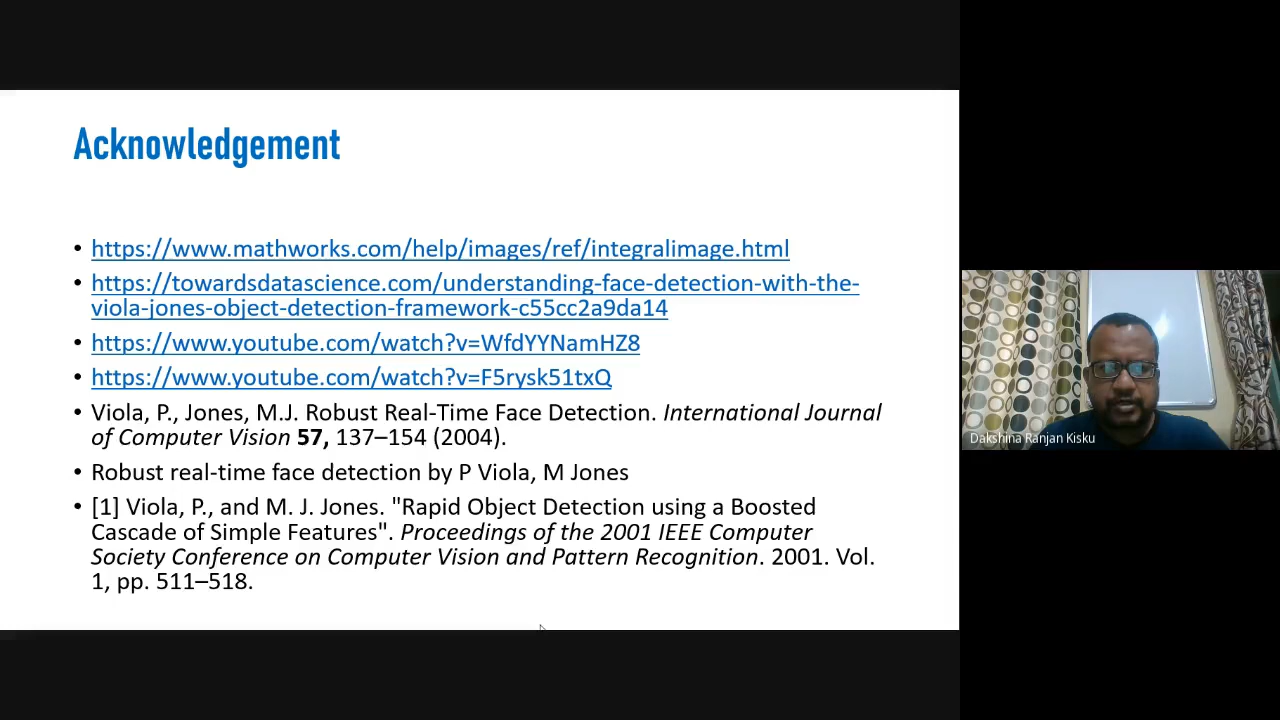 Acknowledgement
• https://www.mathworks.com/help/images/ref/integralimage.html
• https://towardsdatascience.com/understanding-face-detection-with-the-
viola-jones-object-detection-framework-c55cc2a9da14
• https://www.youtube.com/watch?v=WfdYYNamHZ8
• https://www.youtube.com/watch?v=F5rysk51txQ
• Viola, P., Jones, M.J. Robust Real-Time Face Detection. International Journal
of Computer Vision 57, 137–154 (2004).
• Robust real-time face detection by P Viola, M Jones
• [1] Viola, P., and M. J. Jones. "Rapid Object Detection using a Boosted
Cascade of Simple Features". Proceedings of the 2001 IEEE Computer
Society Conference on Computer Vision and Pattern Recognition. 2001. Vol.
1, pp. 511–518.
Dakshina Ranjan Kisku